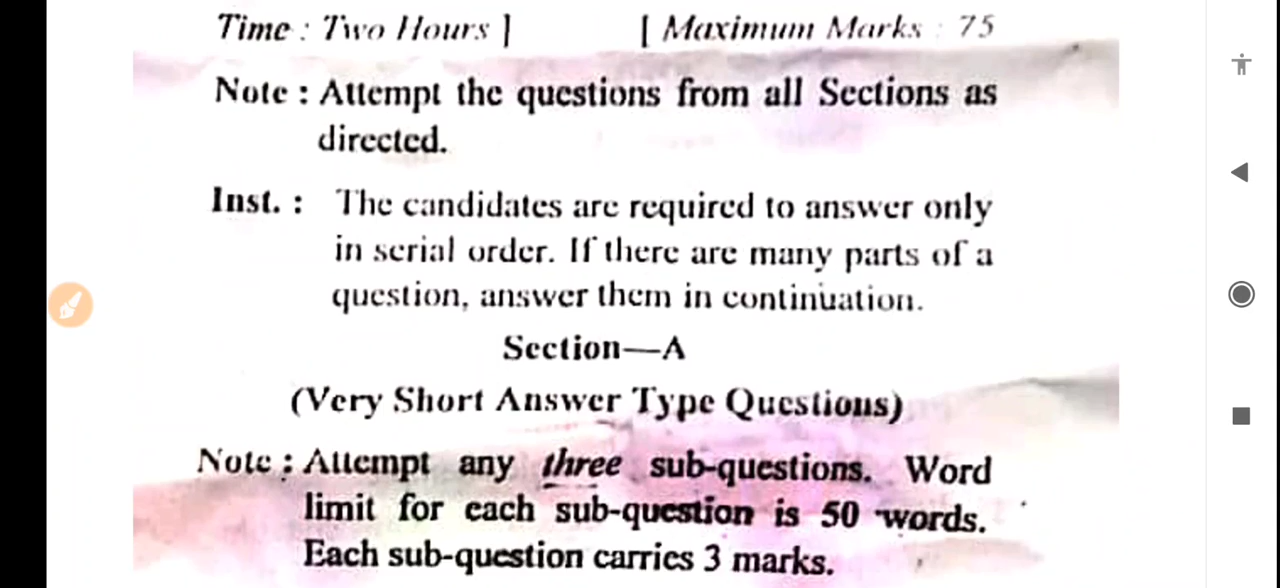 Time : Two Hours ] [ Maximum Marks : 75
Note : Attempt the questions from all Sections as
directed.
Inst. : The candidates are required to answer only
in serial order. If there are many parts of a
question, answer them in continuation.
Section—A
(Very Short Answer Type Questions)
Note : Attempt any three sub-questions. Word
limit for each sub-question is 50 words.
Each sub-question carries 3 marks.